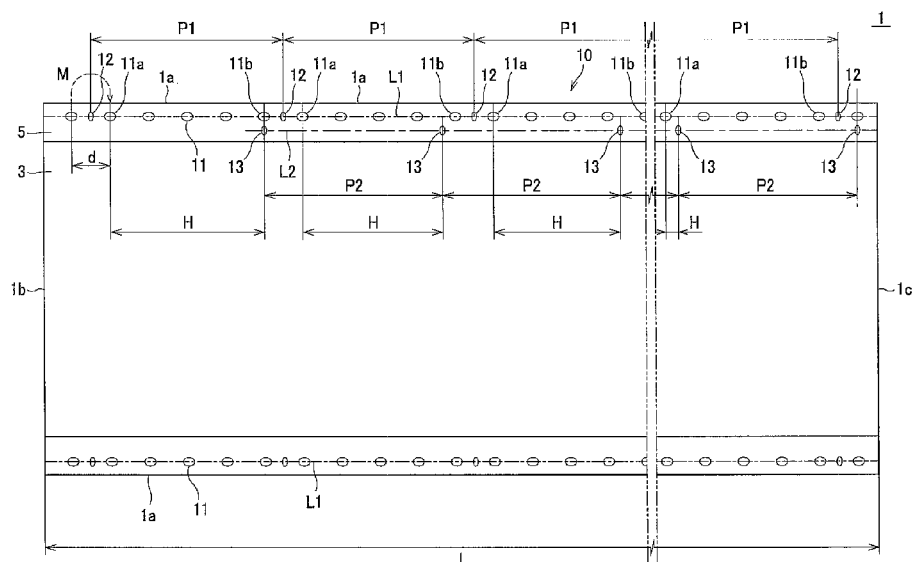 1
P1 P1 P1 P1
10
M 12 11a 1a 11b 12 11a 1a 11b L1 12 11a 11b 11a 11b 12
5
d 11 13 L2 13 13 13 13
3
P2 P2 P2
H H H H
1b 1c
1a 11 L1
L